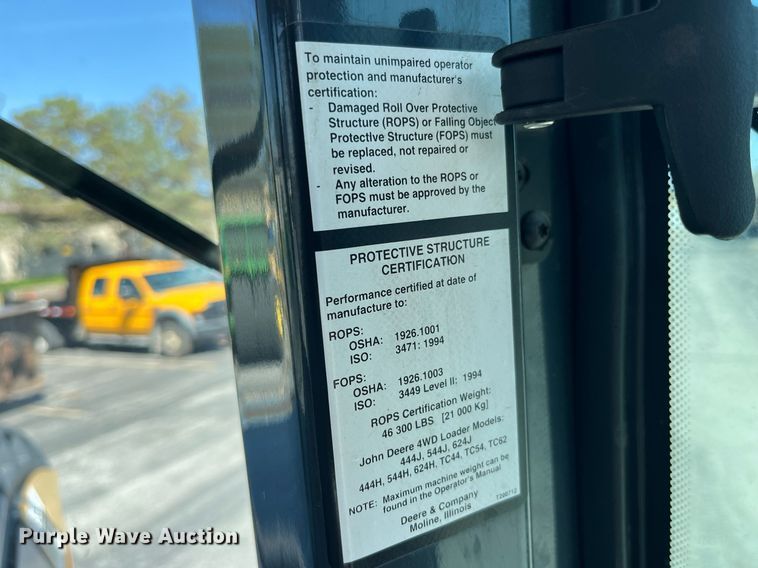 To maintain unimpaired operator
protection and manufacturer's
certification:
- Damaged Roll Over Protective
Structure (ROPS) or Falling Object
Protective Structure (FOPS) must
be replaced, not repaired or
revised.
- Any alteration to the ROPS or
FOPS must be approved by the
manufacturer.
PROTECTIVE STRUCTURE
CERTIFICATION
Performance certified at date of
manufacture to:
ROPS:
OSHA: 1926.1001
ISO: 3471: 1994
FOPS:
OSHA: 1926.1003
ISO: 3449 Level II: 1994
ROPS Certification Weight:
46 300 LBS [21 000 Kg]
John Deere 4WD Loader Models:
444J, 544J, 624J
444H, 544H, 624H, TC44, TC54, TC62
NOTE: Maximum machine weight can be
found in the Operator's Manual
Deere & Company
Moline, Illinois
T200712
Purple Wave Auction